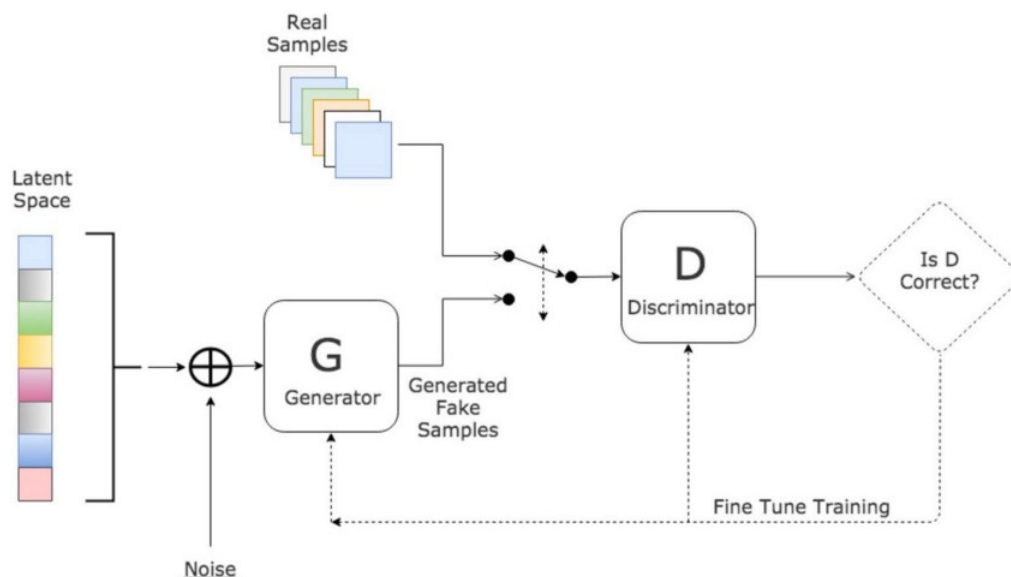 Real
Samples
Latent
Space
Is D
Correct?
D
Discriminator
G
Generator
Generated
Fake
Samples
Fine Tune Training
Noise